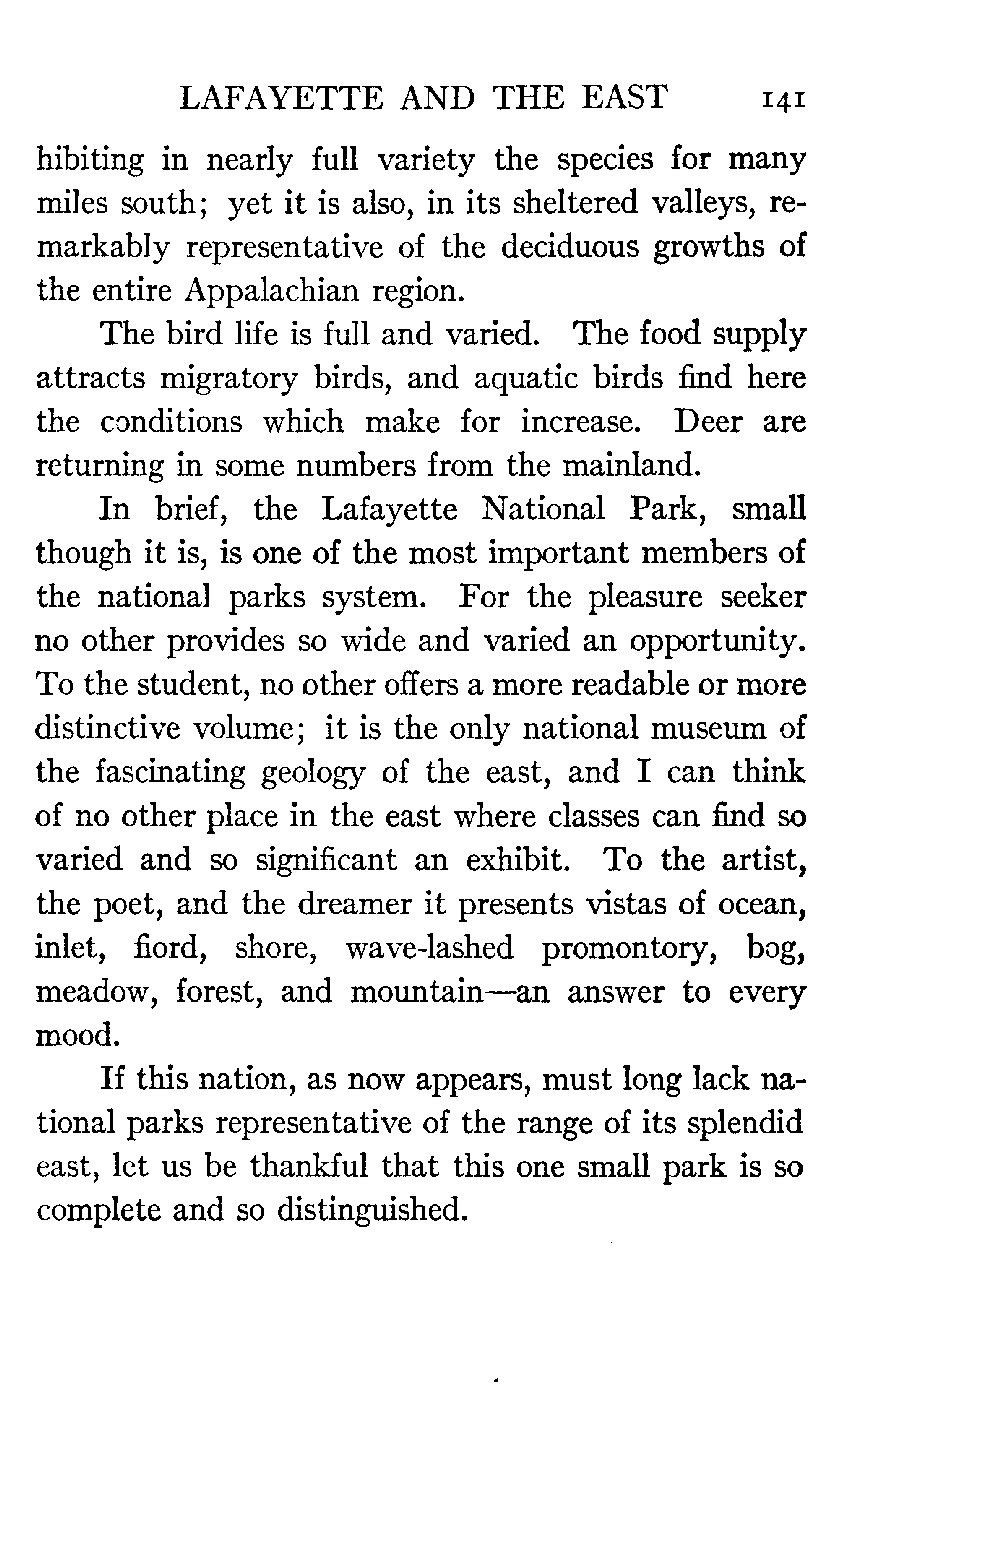 LAFAYETTE AND THE EAST 141
hibiting in nearly full variety the species for many
miles south; yet it is also, in its sheltered valleys, re-
markably representative of the deciduous growths of
the entire Appalachian region.
The bird life is full and varied. The food supply
attracts migratory birds, and aquatic birds find here
the conditions which make for increase. Deer are
returning in some numbers from the mainland.
In brief, the Lafayette National Park, small
though it is, is one of the most important members of
the national parks system. For the pleasure seeker
no other provides so wide and varied an opportunity.
To the student, no other offers a more readable or more
distinctive volume; it is the only national museum of
the fascinating geology of the east, and I can think
of no other place in the east where classes can find so
varied and so significant an exhibit. To the artist,
the poet, and the dreamer it presents vistas of ocean,
inlet, fiord, shore, wave-lashed promontory, bog,
meadow, forest, and mountain—an answer to every
mood.
If this nation, as now appears, must long lack na-
tional parks representative of the range of its splendid
east, let us be thankful that this one small park is so
complete and so distinguished.